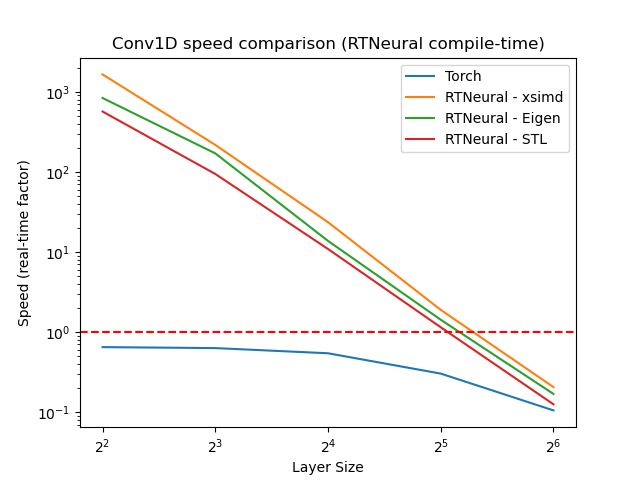 Conv1D speed comparison (RTNeural compile-time)
Torch
RTNeural - xsimd
RTNeural - Eigen
RTNeural - STL
Speed (real-time factor)
10³
10²
10¹
10⁰
10⁻¹
2² 2³ 2⁴ 2⁵ 2⁶
Layer Size